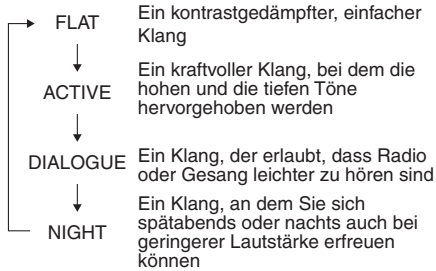 FLAT
Ein kontrastgedämpfter, einfacher
Klang
ACTIVE
Ein kraftvoller Klang, bei dem die
hohen und die tiefen Töne
hervorgehoben werden
DIALOGUE
Ein Klang, der erlaubt, dass Radio
oder Gesang leichter zu hören sind
NIGHT
Ein Klang, an dem Sie sich
spätabends oder nachts auch bei
geringerer Lautstärke erfreuen
können